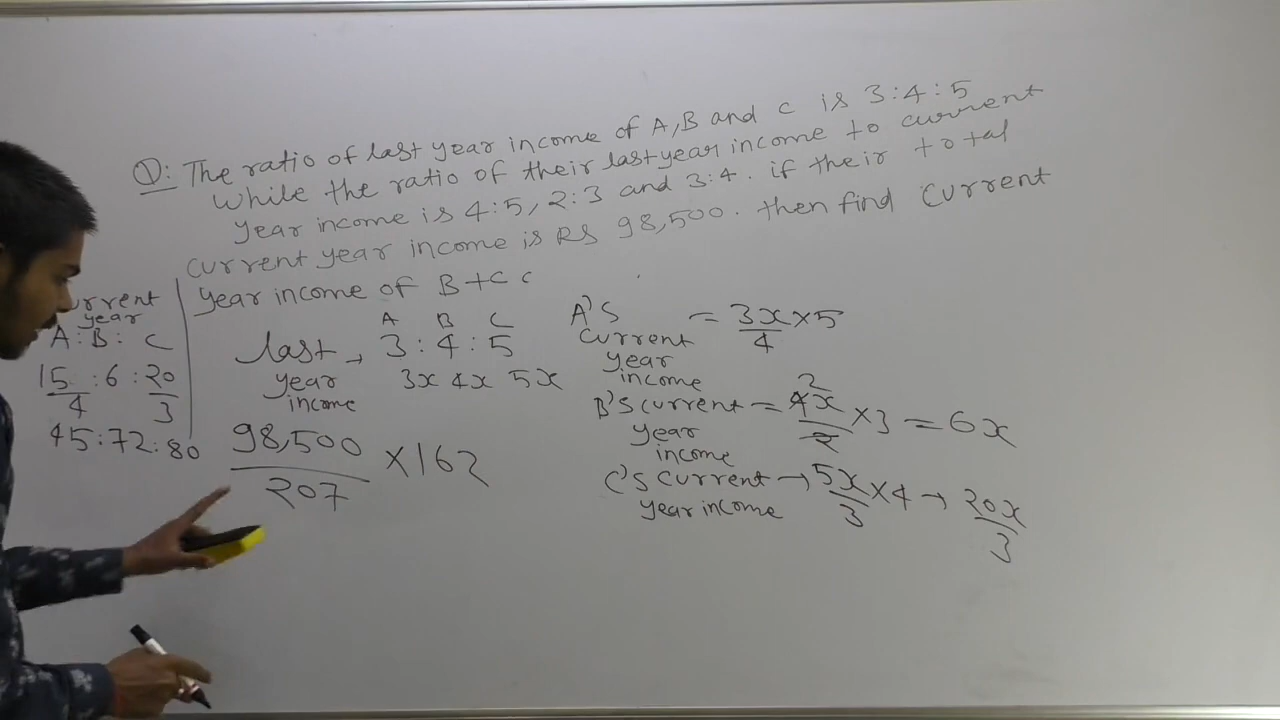 Q: The ratio of last year income of A,B and C is 3:4:5
While the ratio of their last year income to current
year income is 4:5, 2:3 and 3:4. if their total
current year income is RS 98,500. then find current
year income of B+C
urrent
year
A:B: C
15/4 :6: 20/3
45:72:80
A B C
last → 3:4:5
year
income
3x 4x 5x
98,500/207 ×162
A'S
current
year
income
= 3x/4 ×5
B'S current
year
income
= 4x/2 ×3 = 6x
2
C'S current
year income
→ 5x/3 ×4 → 20x/3